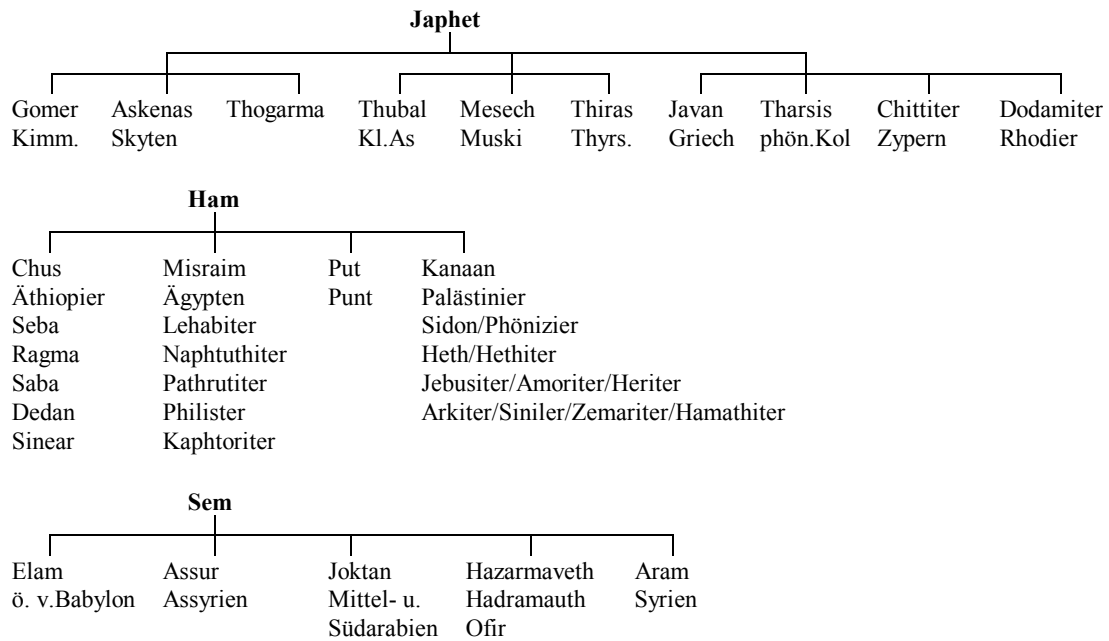 Japhet
Gomer Askenas Thogarma Thubal Mesech Thiras Javan Tharsis Chittiter Dodamiter
Kimm. Skyten Kl.As Muski Thyrs. Griech phön.Kol Zypern Rhodier
Ham
Chus Misraim Put Kanaan
Äthiopier Ägypten Punt Palästinier
Seba Lehabiter Sidon/Phönizier
Ragma Naphtuthiter Heth/Hethiter
Saba Pathrutiter Jebusiter/Amoriter/Heriter
Dedan Philister Arkiter/Siniler/Zemariter/Hamathiter
Sinear Kaphtoriter
Sem
Elam Assur Joktan Hazarmaveth Aram
ö. v.Babylon Assyrien Mittel- u. Hadramauth Syrien
Südarabien Ofir